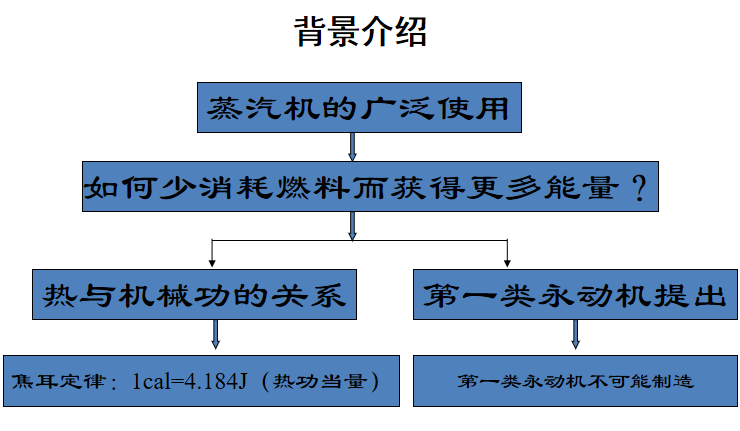 背景介绍
蒸汽机的广泛使用
如何少消耗燃料而获得更多能量？
热与机械功的关系
第一类永动机提出
焦耳定律：1cal=4.184J（热功当量）
第一类永动机不可能制造